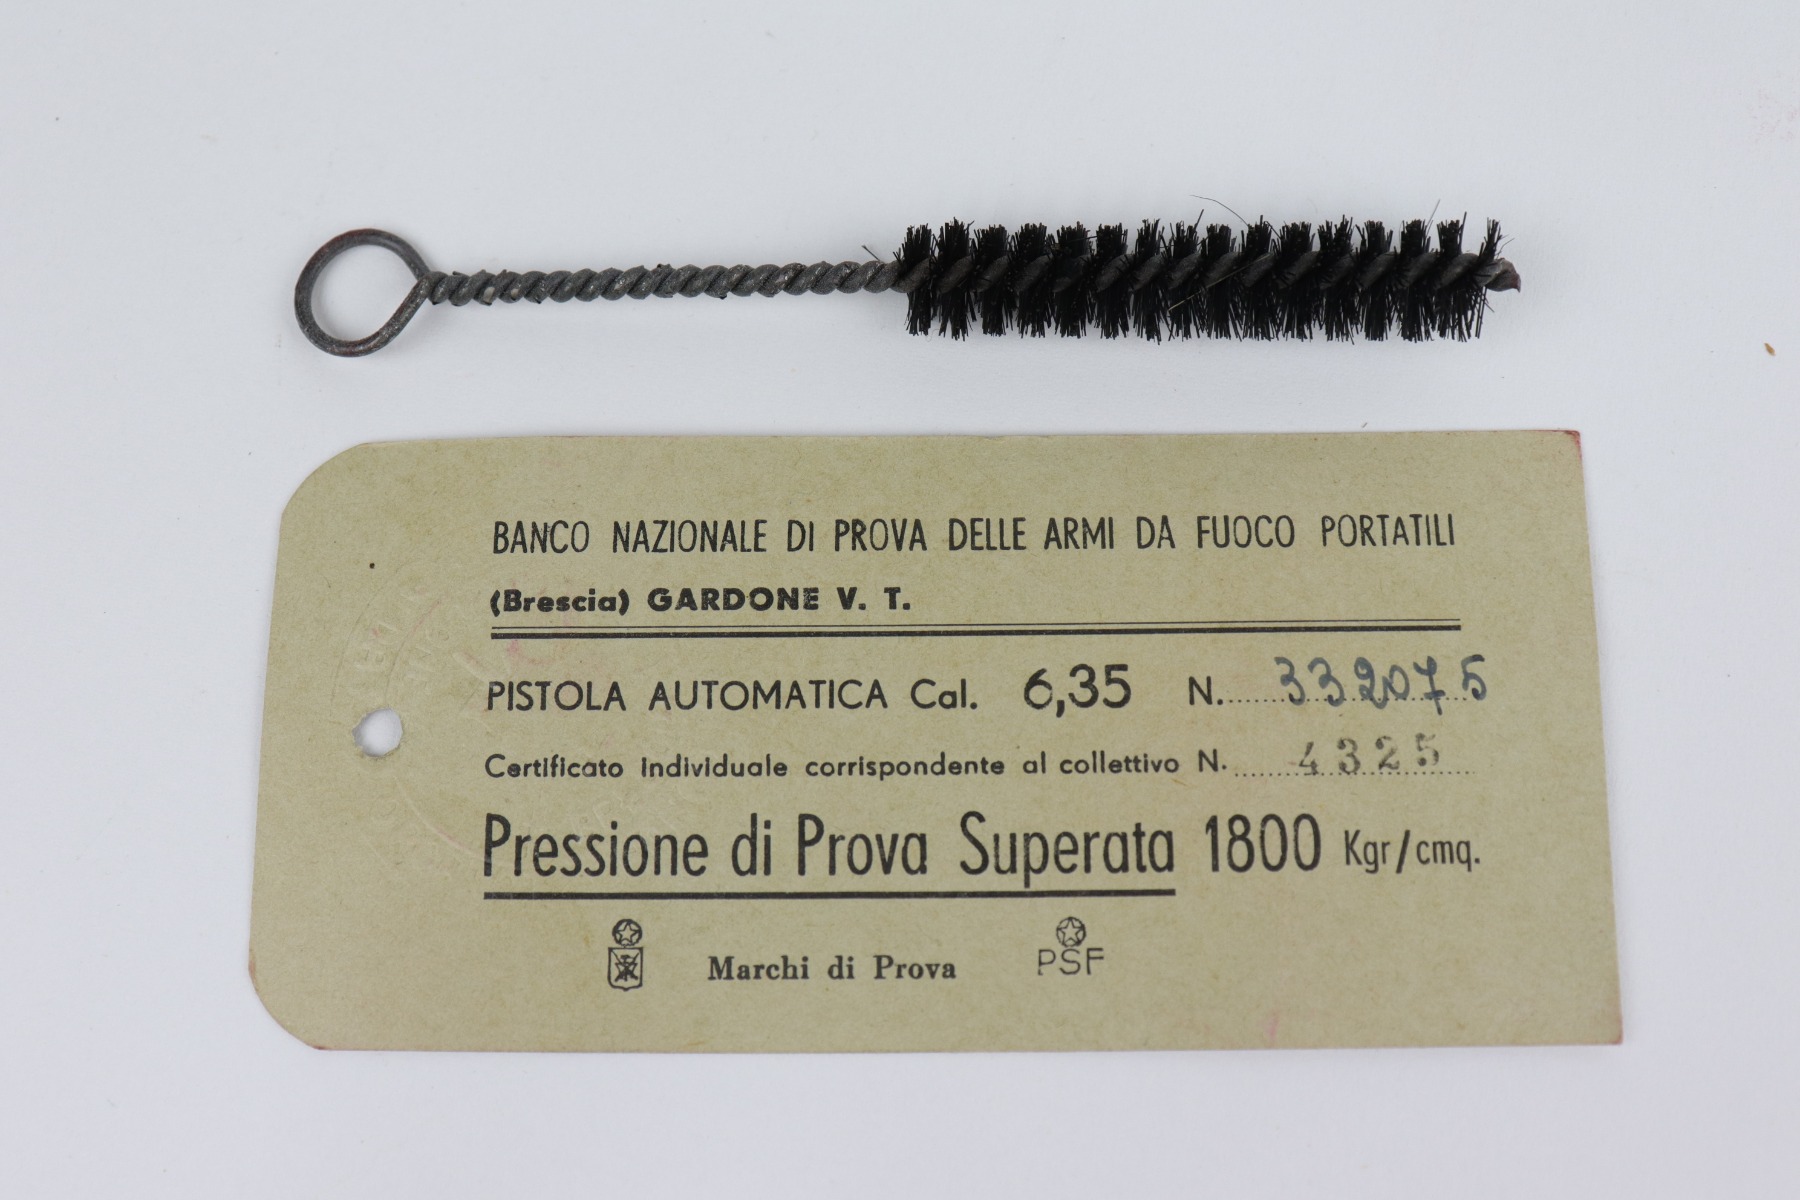 BANCO NAZIONALE DI PROVA DELLE ARMI DA FUOCO PORTATILI
(Brescia) GARDONE V. T.
PISTOLA AUTOMATICA Cal. 6,35 N. 332075
Certificato individuale corrispondente al collettivo N. 4325
Pressione di Prova Superata 1800 Kgr/cmq.
Marchi di Prova PSF